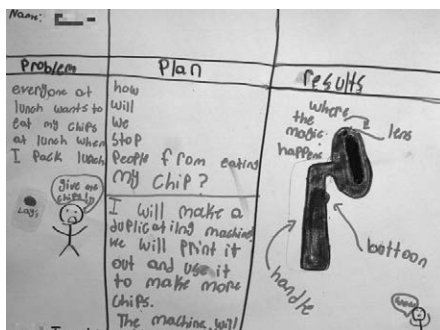 Name:
Problem
everyone at
lunch wants to
eat my chips
at lunch when
I pack lunch
give me
chips!!
Lays
Plan
how
will
we
stop
people from eating
my chip?
I will make a
duplicatiing machine
we will print it
out and use it
to make more
chips.
The machine will
results
where
the
magic
happens
lens
bottoon
handle